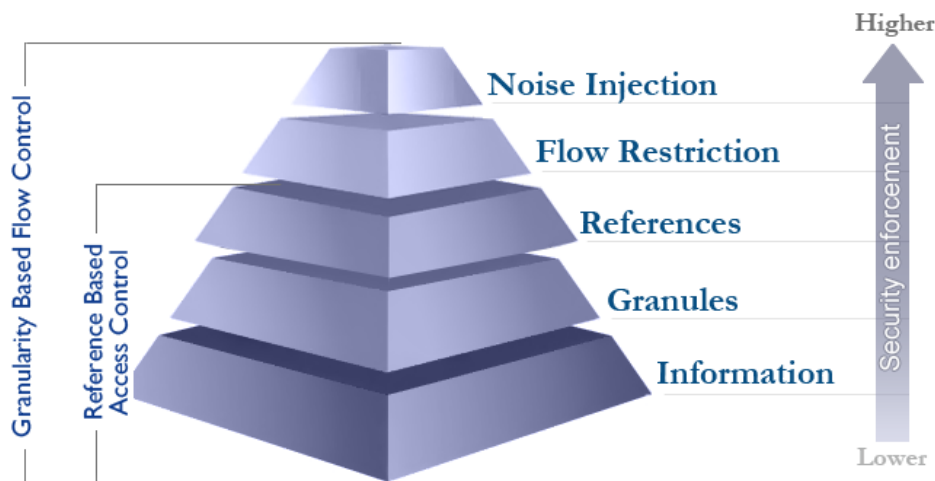 Higher
Noise Injection
Flow Restriction
References
Granules
Information
Granularity Based Flow Control
Reference Based
Access Control
Security enforcement
Lower